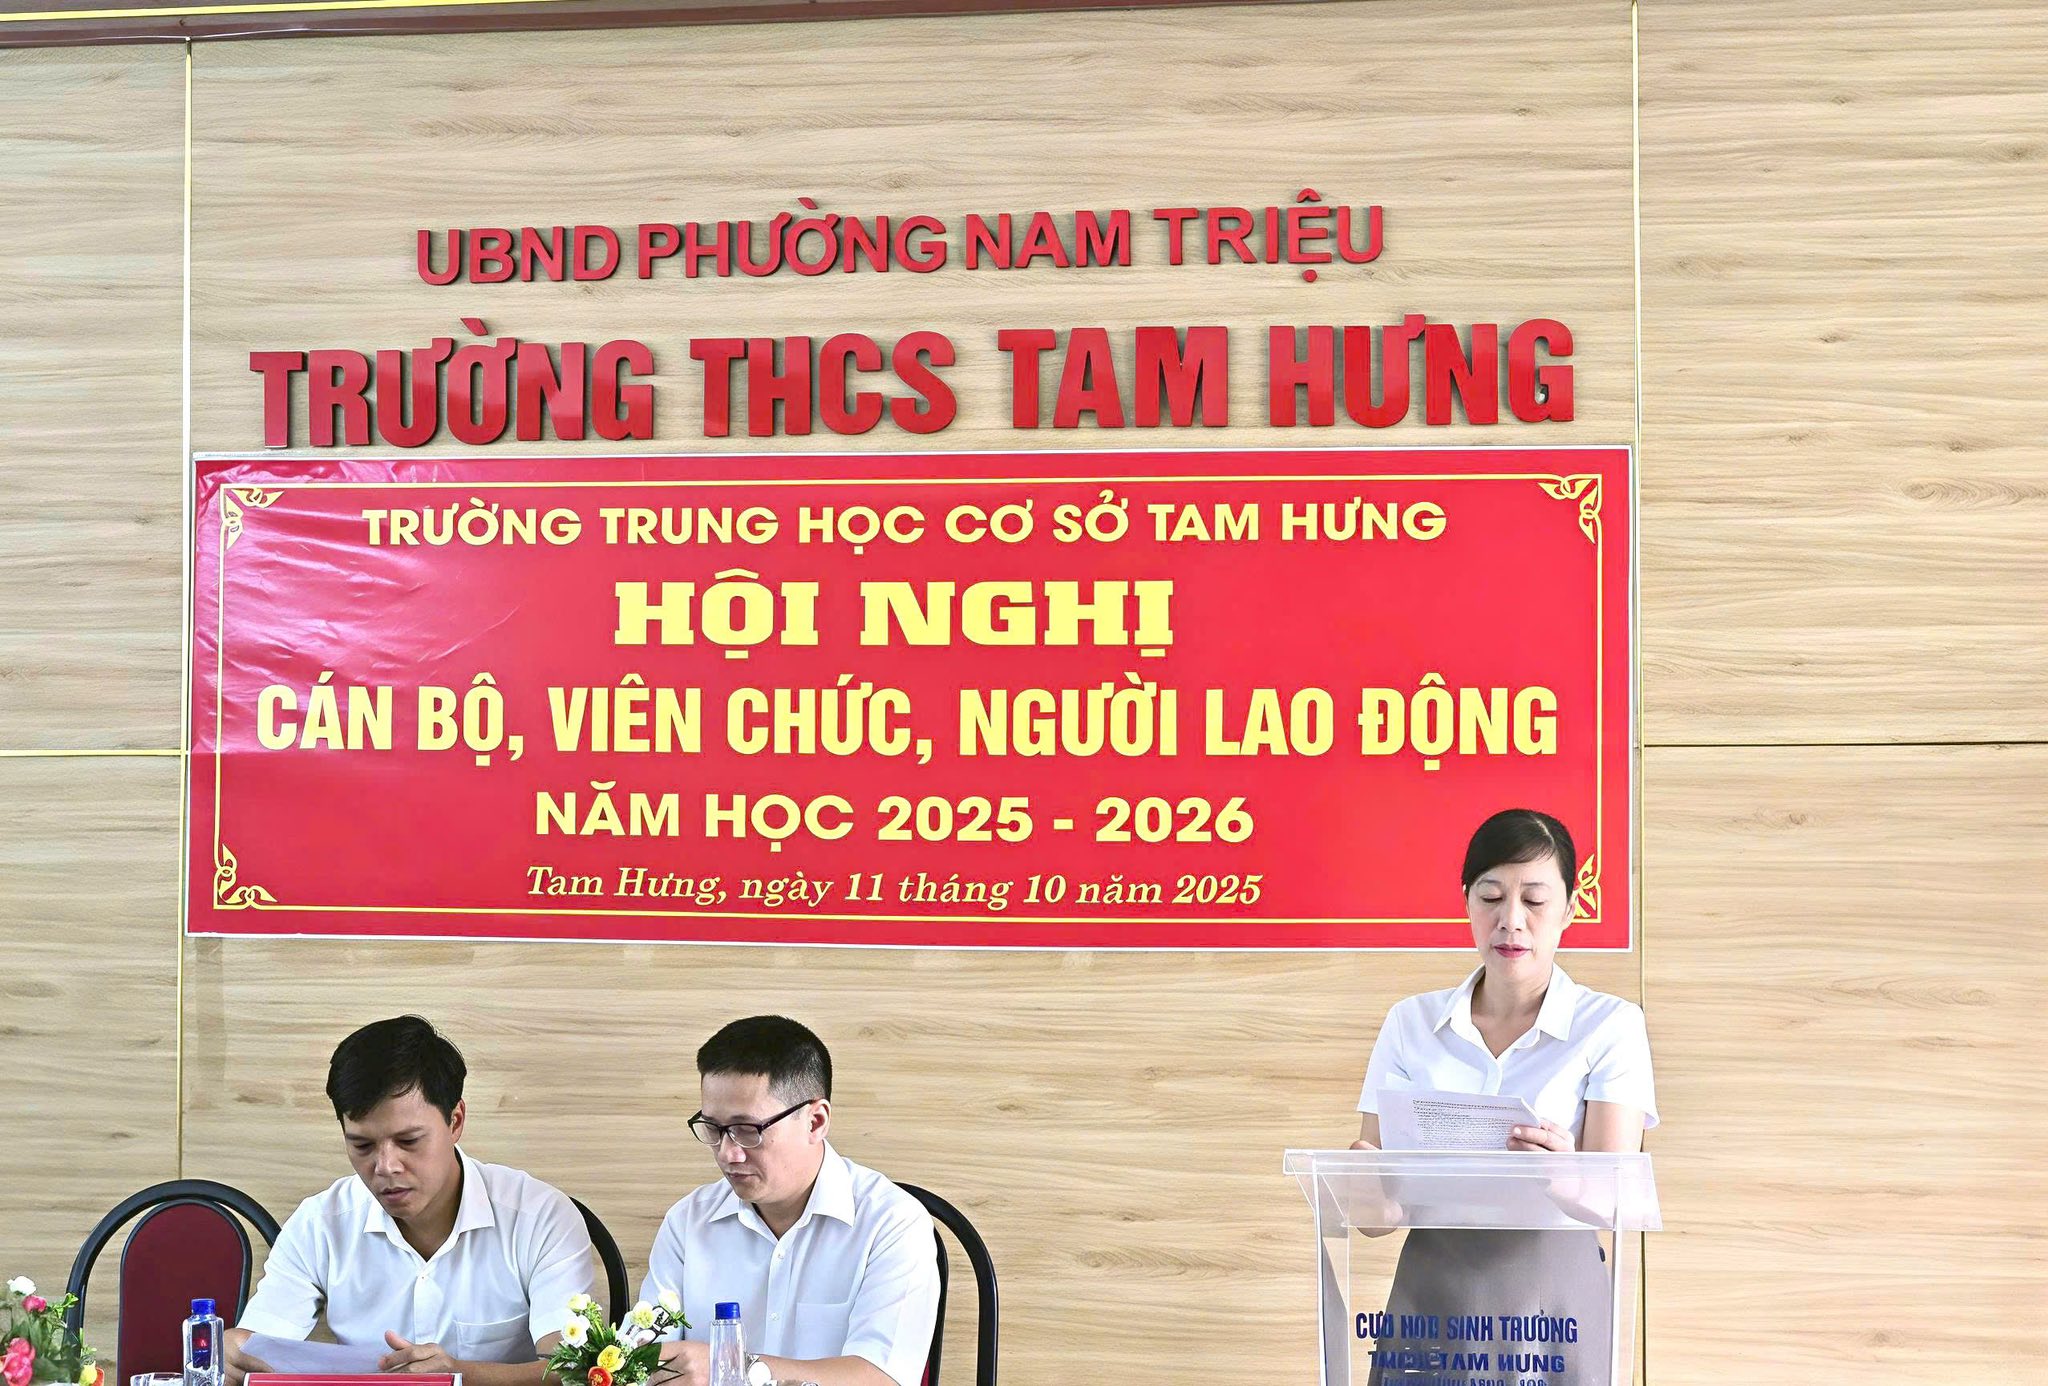 UBND PHƯỜNG NAM TRIỆU
TRƯỜNG THCS TAM HƯNG
TRƯỜNG TRUNG HỌC CƠ SỞ TAM HƯNG
HỘI NGHỊ
CÁN BỘ, VIÊN CHỨC, NGƯỜI LAO ĐỘNG
NĂM HỌC 2025 - 2026
Tam Hưng, ngày 11 tháng 10 năm 2025
SINH TRƯỜNG
TAM HƯNG